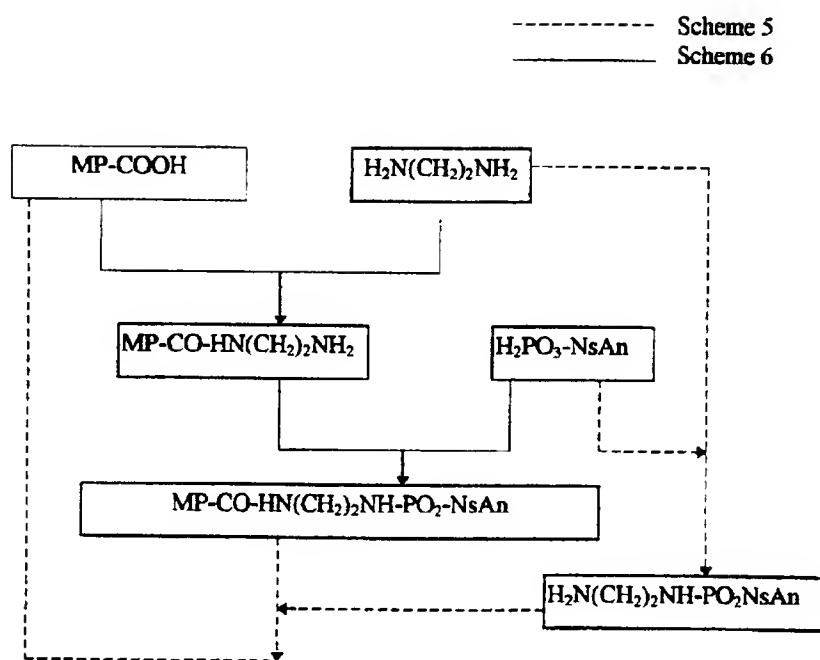 Scheme 5
Scheme 6
MP-COOH
H₂N(CH₂)₂NH₂
MP-CO-HN(CH₂)₂NH₂
H₂PO₃-NsAn
MP-CO-HN(CH₂)₂NH-PO₂-NsAn
H₂N(CH₂)₂NH-PO₂NsAn